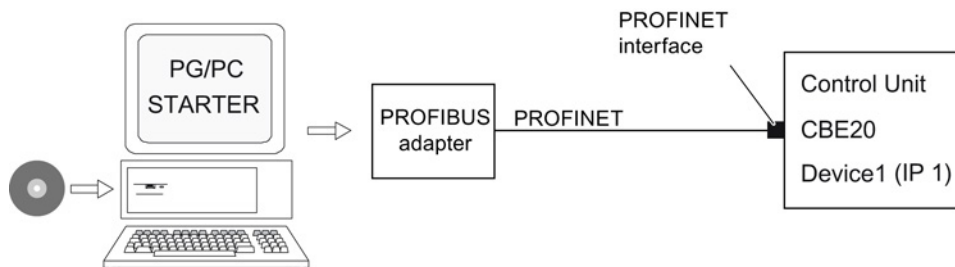 PG/PC
STARTER
PROFIBUS
adapter
PROFINET
PROFINET
interface
Control Unit
CBE20
Device1 (IP 1)